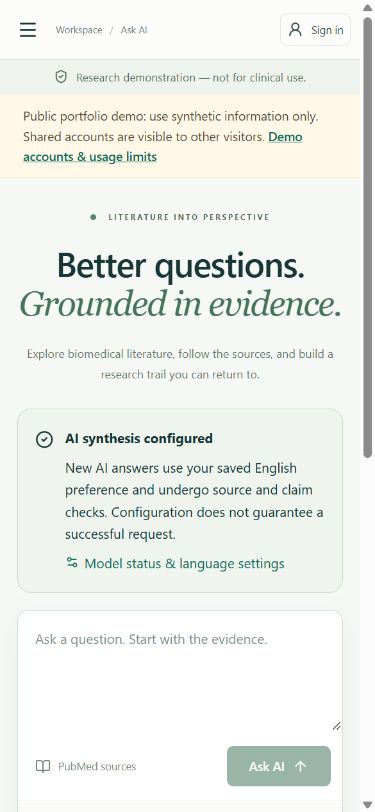 Workspace / Ask AI
Sign in
Research demonstration — not for clinical use.
Public portfolio demo: use synthetic information only.
Shared accounts are visible to other visitors. Demo
accounts & usage limits
LITERATURE INTO PERSPECTIVE
Better questions.
Grounded in evidence.
Explore biomedical literature, follow the sources, and build a
research trail you can return to.
AI synthesis configured
New AI answers use your saved English
preference and undergo source and claim
checks. Configuration does not guarantee a
successful request.
Model status & language settings
Ask a question. Start with the evidence.
PubMed sources
Ask AI